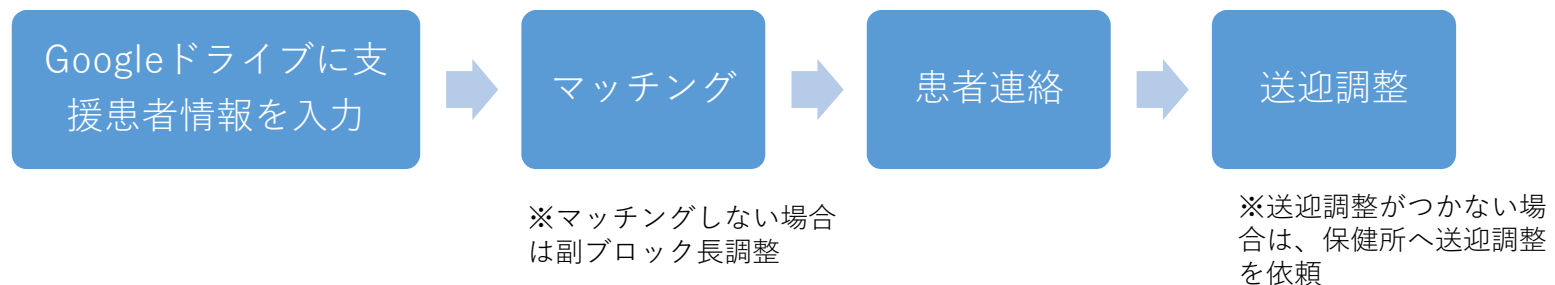 Googleドライブに支
援患者情報を入力
マッチング
患者連絡
送迎調整
※マッチングしない場合
は副ブロック長調整
※送迎調整がつかない場
合は、保健所へ送迎調整
を依頼